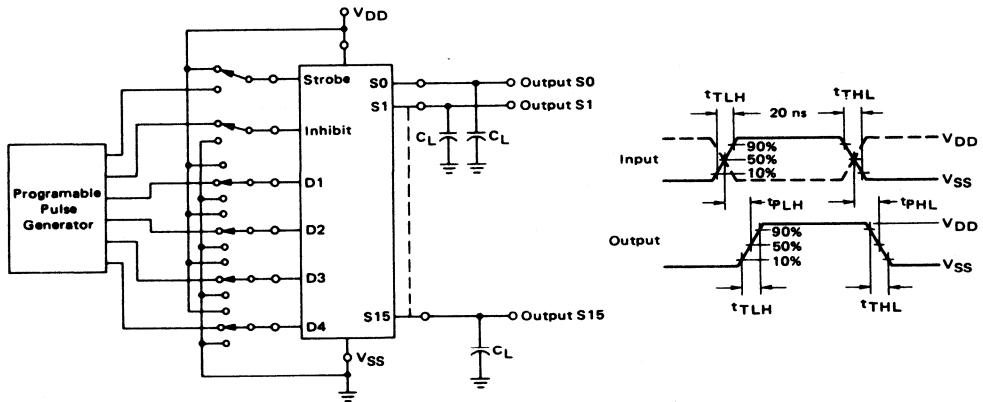 VDD
Strobe
Inhibit
D1
D2
D3
D4
S0
S1
S15
Output S0
Output S1
CL
CL
Output S15
CL
VSS
Programable
Pulse
Generator
tTLH
tTHL
20 ns
Input
90%
50%
10%
VDD
VSS
tPLH
tPHL
Output
90%
50%
10%
VDD
VSS
tTLH
tTHL